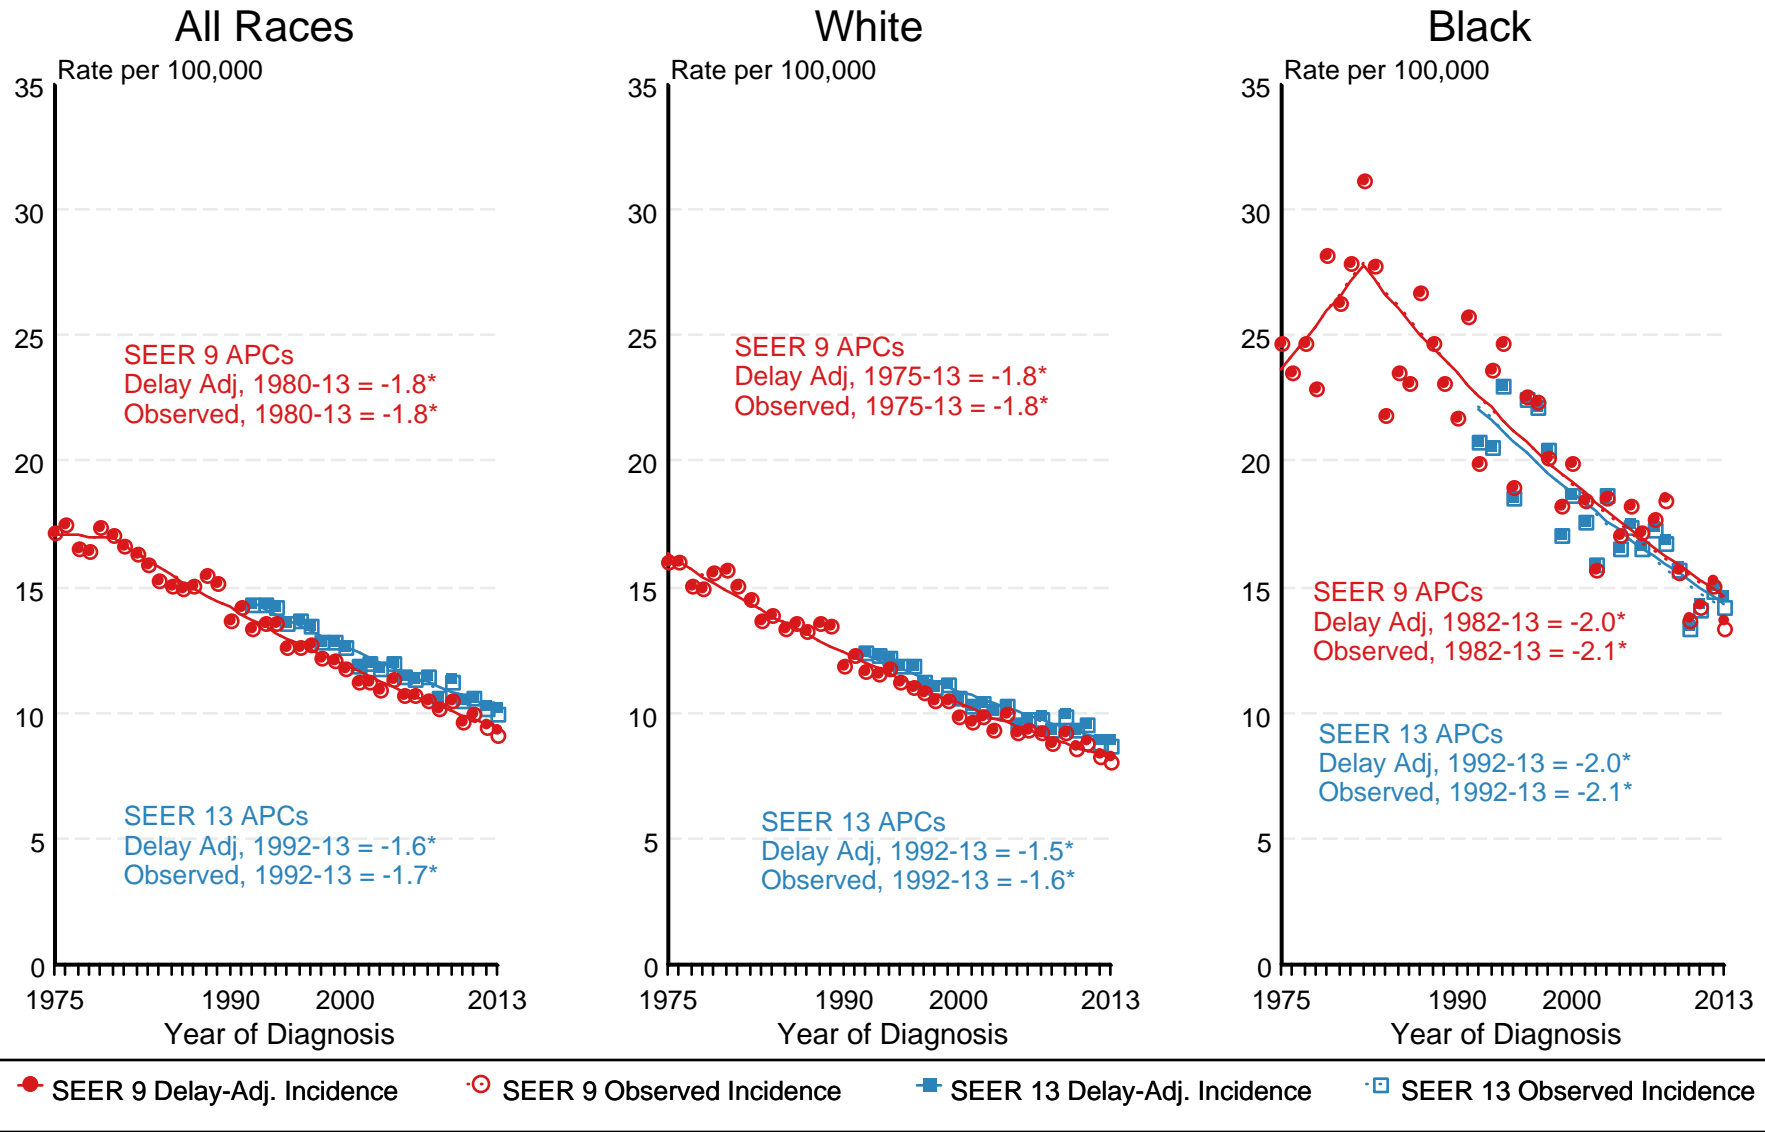 All Races
White
Black
Rate per 100,000
Rate per 100,000
Rate per 100,000
35
30
25
20
15
10
5
0
SEER 9 APCs
Delay Adj, 1980-13 = -1.8*
Observed, 1980-13 = -1.8*
SEER 13 APCs
Delay Adj, 1992-13 = -1.6*
Observed, 1992-13 = -1.7*
1975 1990 2000 2013
Year of Diagnosis
35
30
25
20
15
10
5
0
SEER 9 APCs
Delay Adj, 1975-13 = -1.8*
Observed, 1975-13 = -1.8*
SEER 13 APCs
Delay Adj, 1992-13 = -1.5*
Observed, 1992-13 = -1.6*
1975 1990 2000 2013
Year of Diagnosis
35
30
25
20
15
10
5
0
SEER 9 APCs
Delay Adj, 1982-13 = -2.0*
Observed, 1982-13 = -2.1*
SEER 13 APCs
Delay Adj, 1992-13 = -2.0*
Observed, 1992-13 = -2.1*
1975 1990 2000 2013
Year of Diagnosis
SEER 9 Delay-Adj. Incidence
SEER 9 Observed Incidence
SEER 13 Delay-Adj. Incidence
SEER 13 Observed Incidence